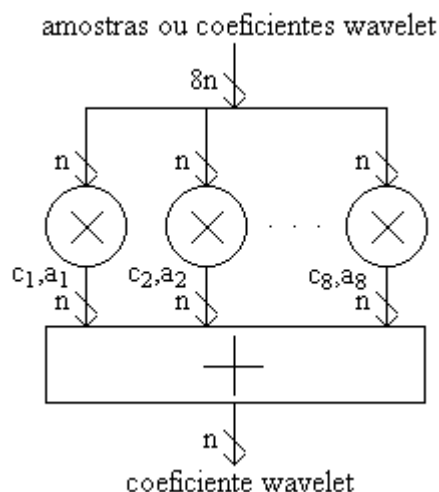 amostras ou coeficientes wavelet
8n
n n n
c1,a1 c2,a2 . . . . c8,a8
n n n
n
coeficiente wavelet